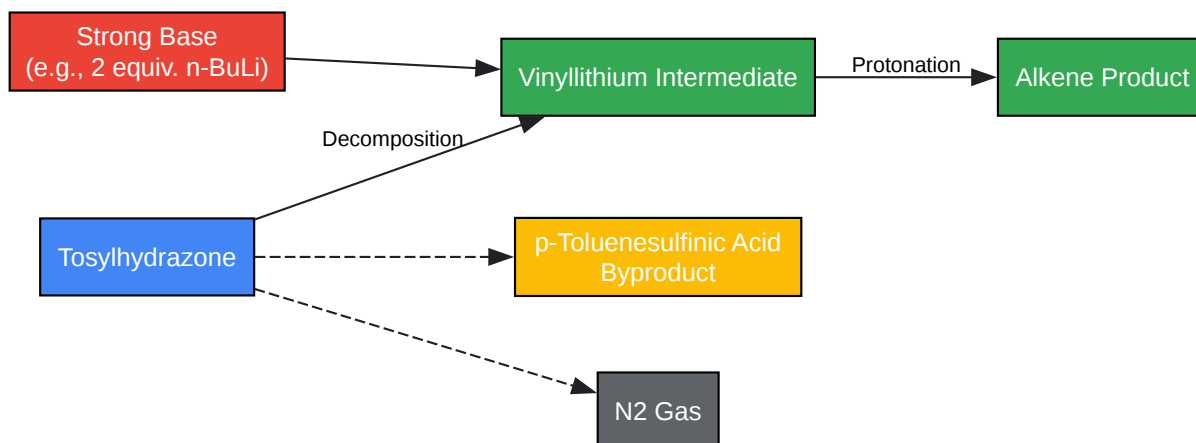 Strong Base
(e.g., 2 equiv. n-BuLi)
Vinyllithium Intermediate
Protonation
Alkene Product
Decomposition
Tosylhydrazone
p-Toluenesulfinic Acid
Byproduct
N2 Gas